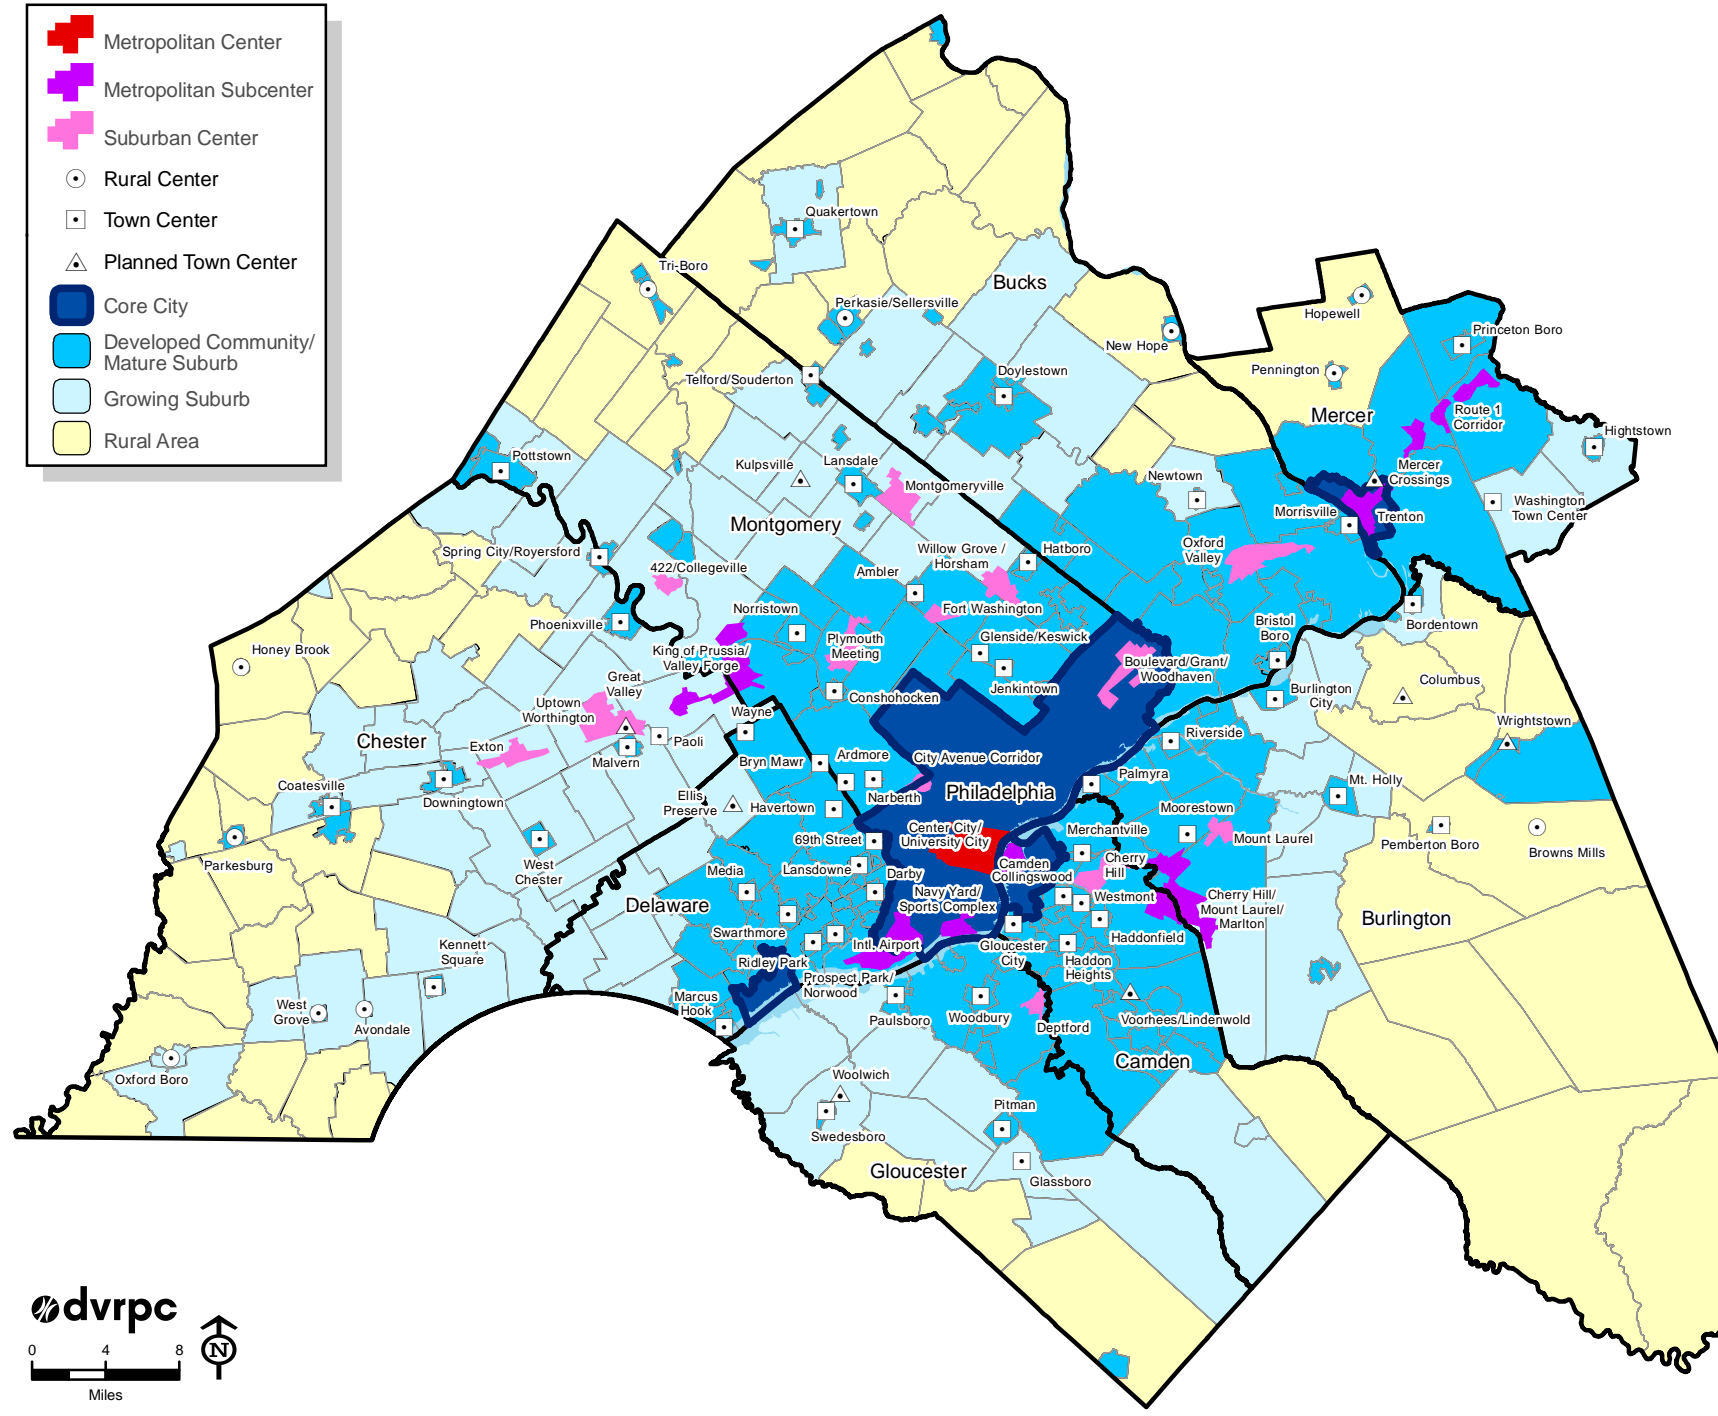 Metropolitan Center
Metropolitan Subcenter
Suburban Center
Rural Center
Town Center
Planned Town Center
Core City
Developed Community/
Mature Suburb
Growing Suburb
Rural Area
Quakertown
Tri-Boro
Bucks
Perkasie/Sellersville
Hopewell
Princeton Boro
New Hope
Pennington
Telford/Souderton
Doylestown
Mercer
Route 1
Corridor
Hightstown
Pottstown
Kulpsville
Lansdale
Montgomeryville
Newtown
Mercer
Crossings
Washington
Town Center
Montgomery
Morrisville
Trenton
Spring City/Royersford
422/Collegeville
Willow Grove /
Horsham
Hatboro
Oxford
Valley
Ambler
Norristown
Fort Washington
Phoenixville
Plymouth
Meeting
Glenside/Keswick
Bristol
Boro
Bordentown
Honey Brook
King of Prussia/
Valley Forge
Boulevard/Grant/
Woodhaven
Great
Valley
Jenkintown
Conshohocken
Columbus
Burlington
City
Uptown
Worthington
Wayne
Wrightstown
Chester
Exton
Paoli
Malvern
Riverside
Bryn Mawr
Ardmore
City Avenue Corridor
Palmyra
Mt. Holly
Coatesville
Downingtown
Ellis
Preserve
Havertown
Narberth
Philadelphia
Moorestown
Center City/
University City
Merchantville
Mount Laurel
69th Street
Parkesburg
West
Chester
Media
Lansdowne
Darby
Camden
Collingswood
Cherry
Hill
Pemberton Boro
Browns Mills
Delaware
Navy Yard/
Sports Complex
Westmont
Cherry Hill/
Mount Laurel/
Marlton
Burlington
Swarthmore
Intl. Airport
Gloucester
City
Haddonfield
Kennett
Square
Ridley Park
Haddon
Heights
Prospect Park/
Norwood
West
Grove
Avondale
Marcus
Hook
Paulsboro
Woodbury
Deptford
Voorhees/Lindenwold
Camden
Oxford Boro
Woolwich
Pitman
Swedesboro
Gloucester
Glassboro
dvrpc
N
0 4 8
Miles